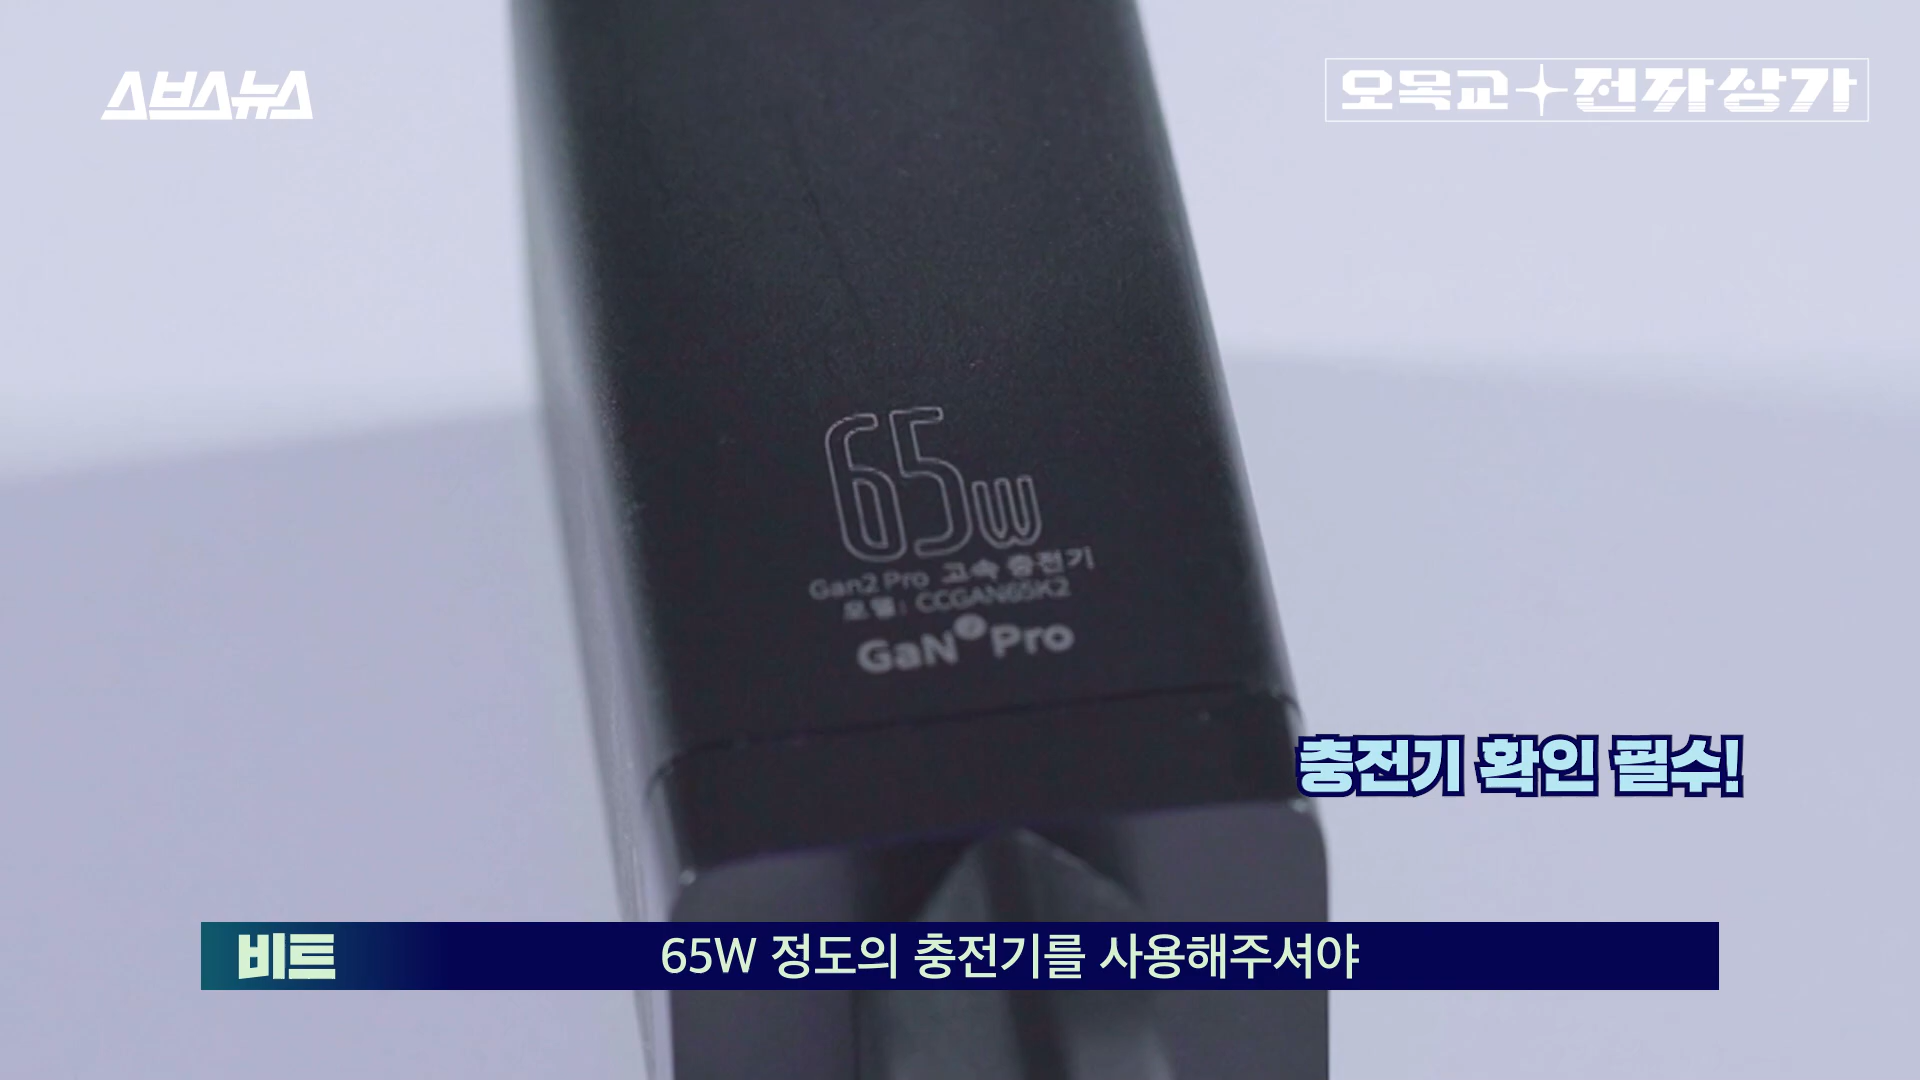 스브스뉴스
오목교 전자상가
65W
Gan2 Pro 고속 충전기
모델: CCGAN65K2
GaN2 Pro
충전기 확인 필수!
비트
65W 정도의 충전기를 사용해주셔야